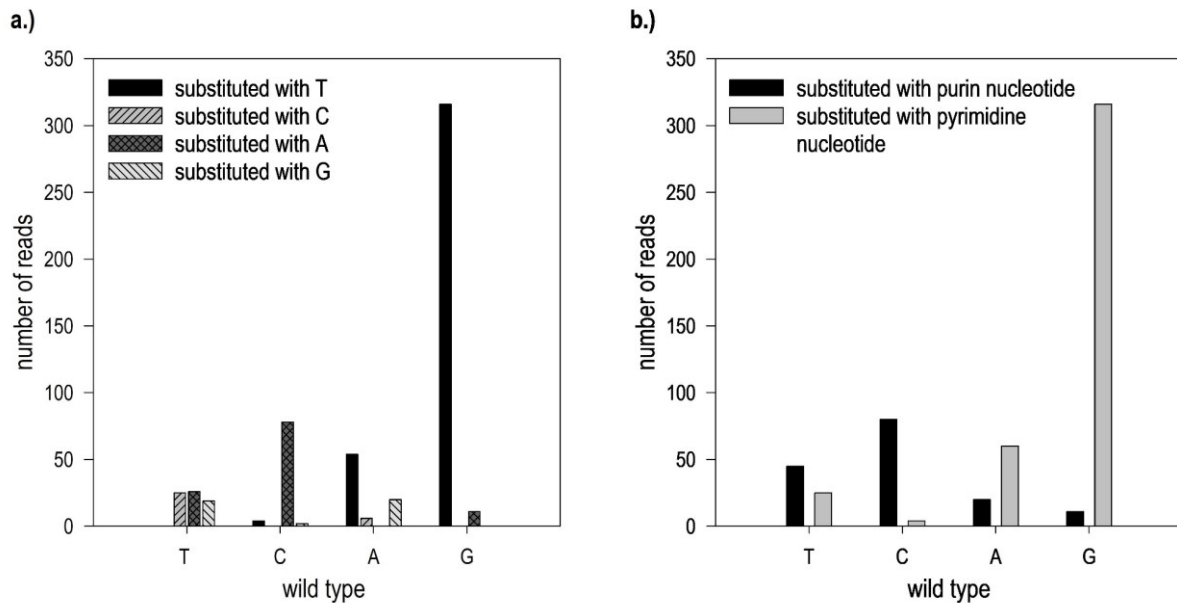 a.)
350
300
250
200
150
100
50
0
number of reads
substituted with T
substituted with C
substituted with A
substituted with G
T C A G
wild type
b.)
350
300
250
200
150
100
50
0
number of reads
substituted with purin nucleotide
substituted with pyrimidine
nucleotide
T C A G
wild type